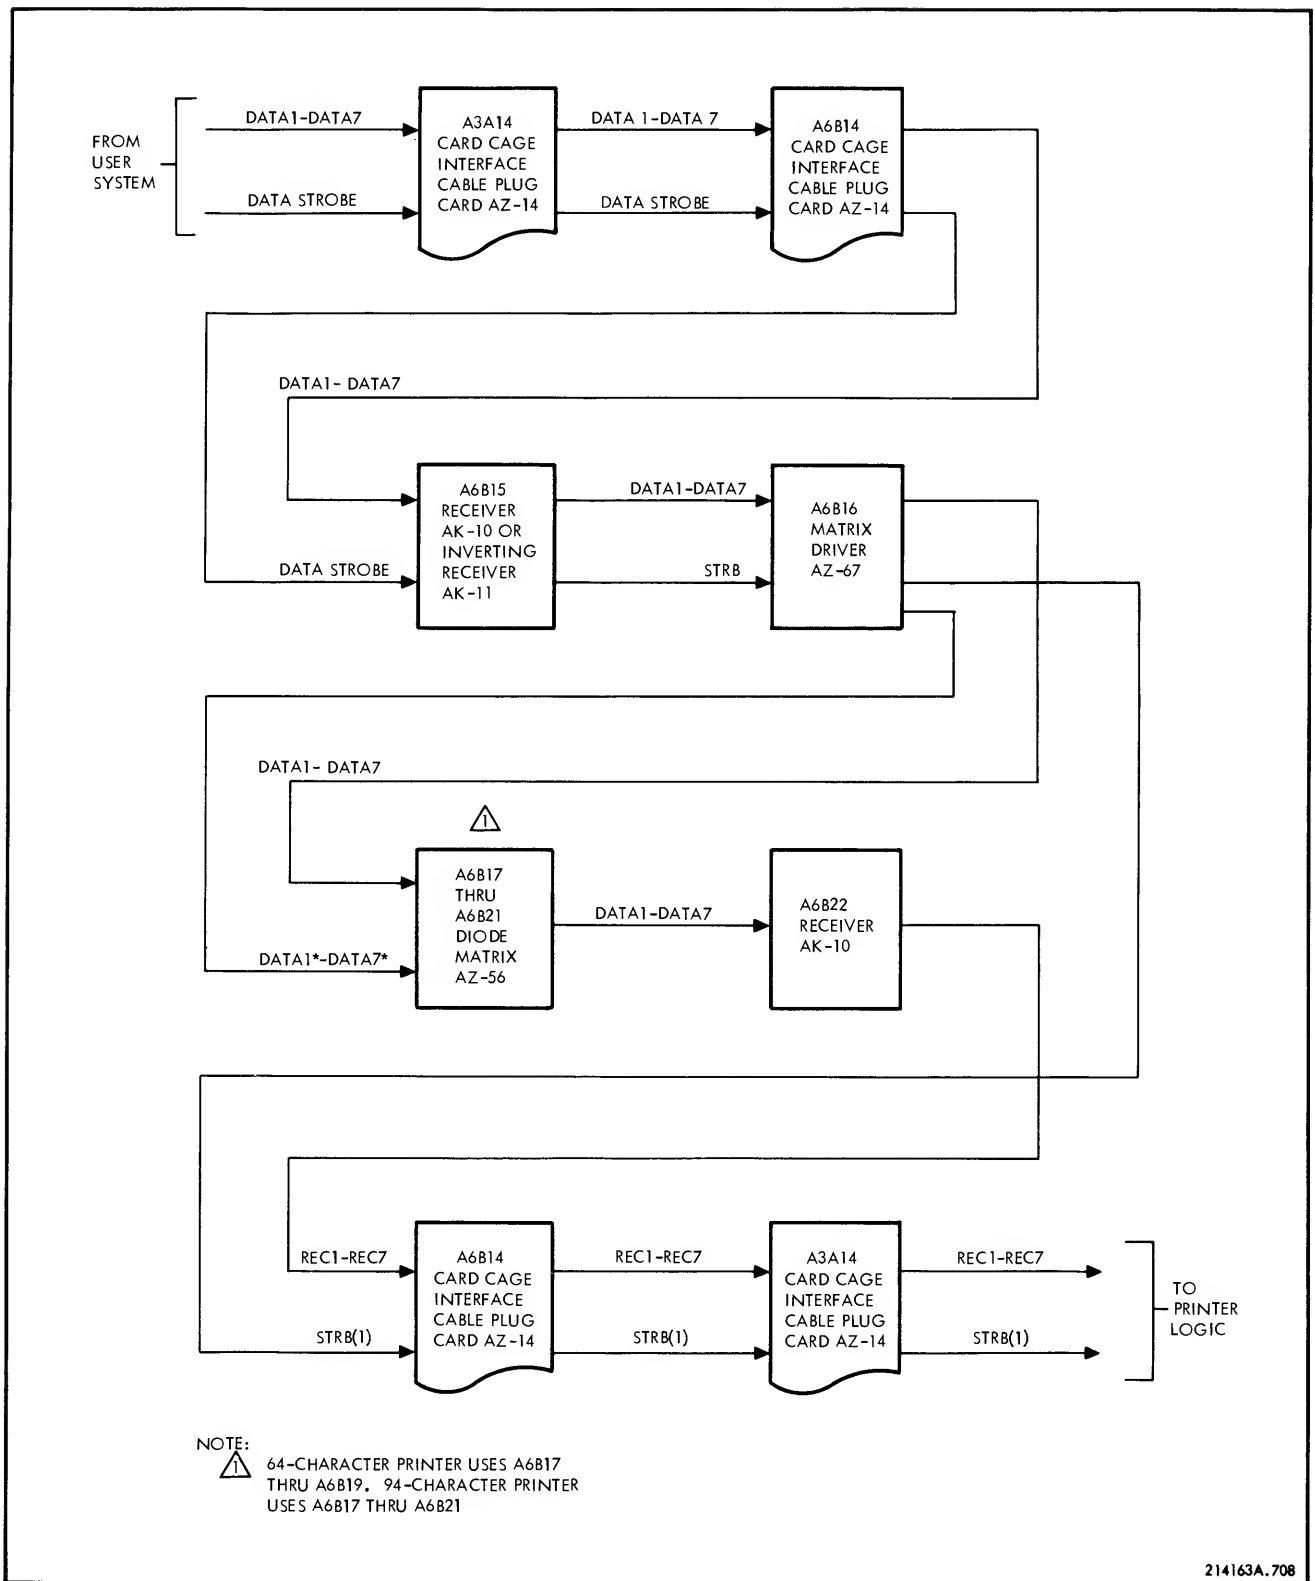 FROM
USER
SYSTEM
DATA1-DATA7
DATA STROBE
A3A14
CARD CAGE
INTERFACE
CABLE PLUG
CARD AZ-14
DATA 1-DATA 7
DATA STROBE
A6B14
CARD CAGE
INTERFACE
CABLE PLUG
CARD AZ-14
DATA1- DATA7
DATA STROBE
A6B15
RECEIVER
AK-10 OR
INVERTING
RECEIVER
AK-11
DATA1-DATA7
STRB
A6B16
MATRIX
DRIVER
AZ-67
DATA1- DATA7
DATA1*-DATA7*
1
A6B17
THRU
A6B21
DIODE
MATRIX
AZ-56
DATA1-DATA7
A6B22
RECEIVER
AK-10
REC1-REC7
STRB(1)
A6B14
CARD CAGE
INTERFACE
CABLE PLUG
CARD AZ-14
REC1-REC7
STRB(1)
A3A14
CARD CAGE
INTERFACE
CABLE PLUG
CARD AZ-14
REC1-REC7
STRB(1)
TO
PRINTER
LOGIC
NOTE:
1 64-CHARACTER PRINTER USES A6B17
THRU A6B19. 94-CHARACTER PRINTER
USES A6B17 THRU A6B21
214163A.708